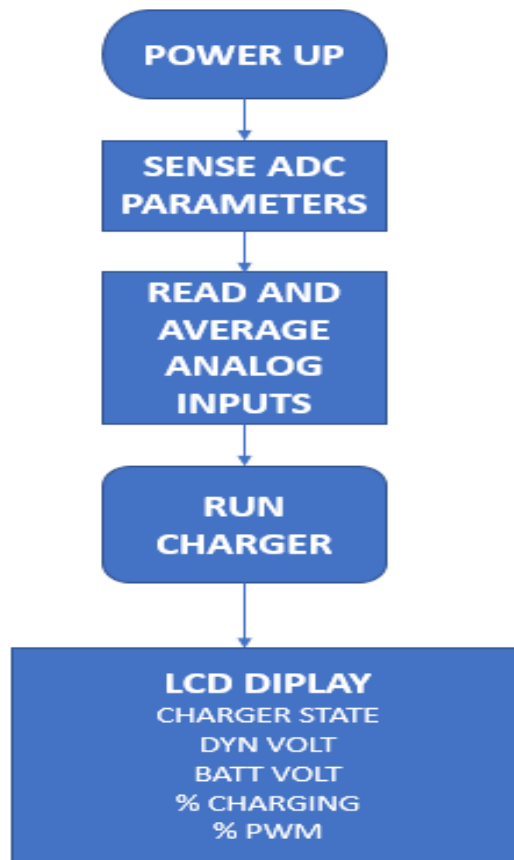 POWER UP
SENSE ADC
PARAMETERS
READ AND
AVERAGE
ANALOG
INPUTS
RUN
CHARGER
LCD DIPLAY
CHARGER STATE
DYN VOLT
BATT VOLT
% CHARGING
% PWM